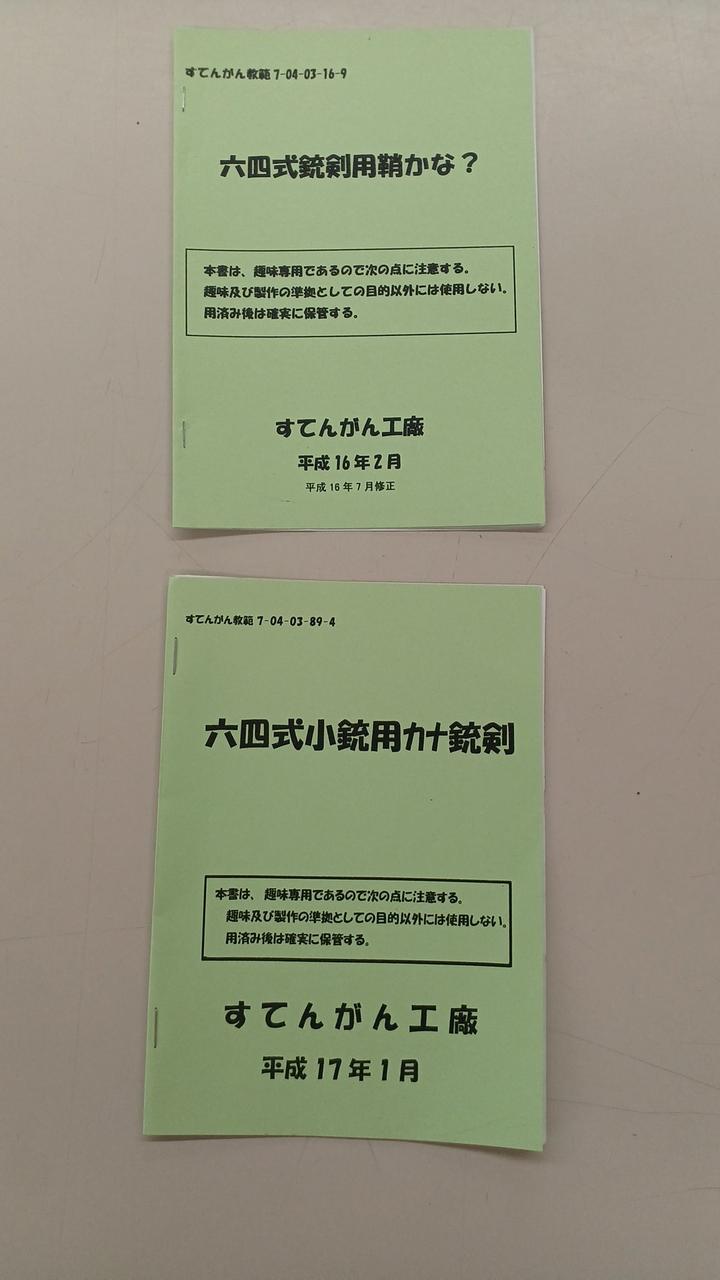 すてんがん教範 7-04-03-16-9
六四式銃剣用鞘かな？
本書は、趣味専用であるので次の点に注意する。
趣味及び製作の準拠としての目的以外には使用しない。
用済み後は確実に保管する。
すてんがん工廠
平成16年2月
平成16年7月修正
すてんがん教範 7-04-03-89-4
六四式小銃用カナ銃剣
本書は、趣味専用であるので次の点に注意する。
趣味及び製作の準拠としての目的以外には使用しない。
用済み後は確実に保管する。
すてんがん工廠
平成17年1月